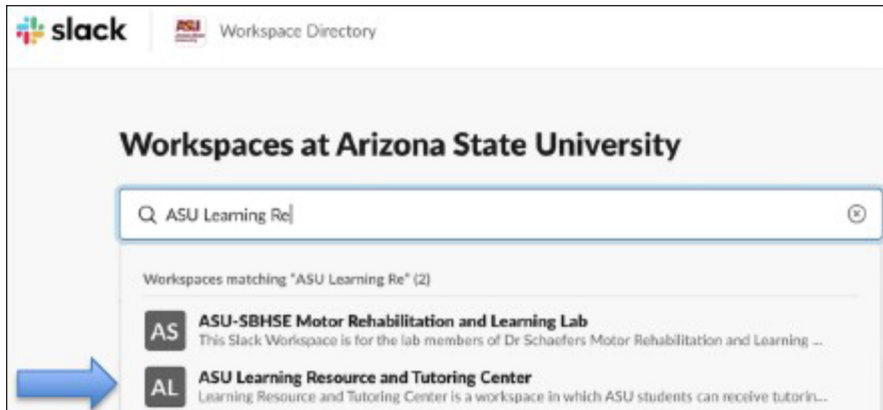 slack ASU Workspace Directory
Workspaces at Arizona State University
ASU Learning Re
Workspaces matching "ASU Learning Re" (2)
AS ASU-SBHSE Motor Rehabilitation and Learning Lab
This Slack Workspace is for the lab members of Dr Schaefers Motor Rehabilitation and Learning ...
AL ASU Learning Resource and Tutoring Center
Learning Resource and Tutoring Center is a workspace in which ASU students can receive tutorin...